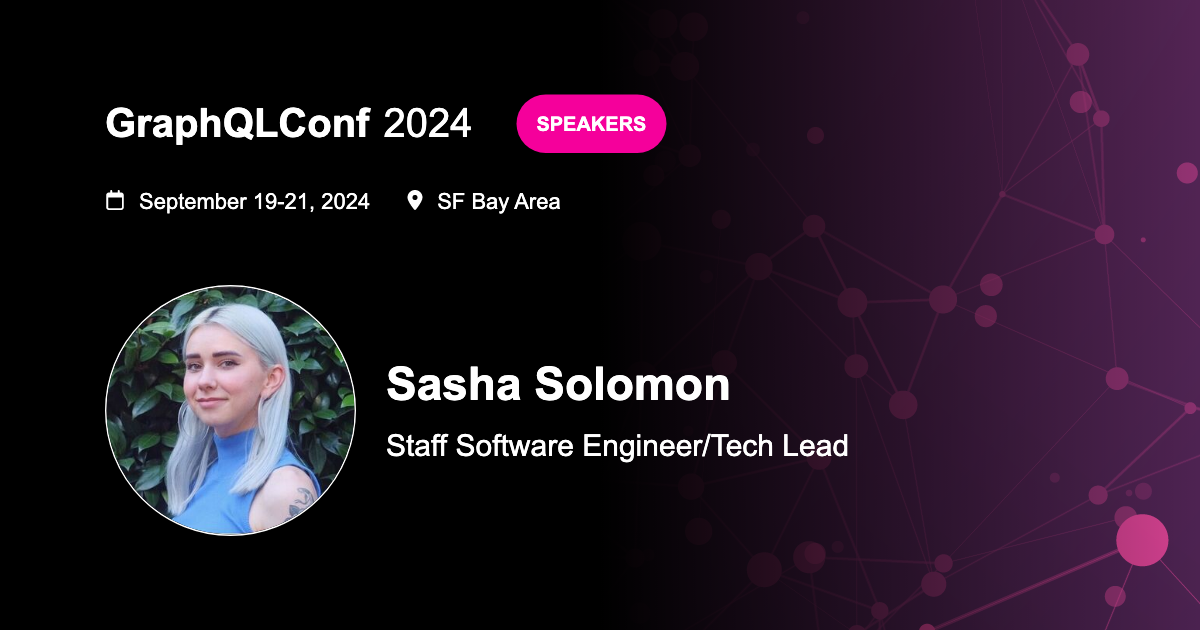 GraphQLConf 2024 SPEAKERS
September 19-21, 2024 SF Bay Area
Sasha Solomon
Staff Software Engineer/Tech Lead